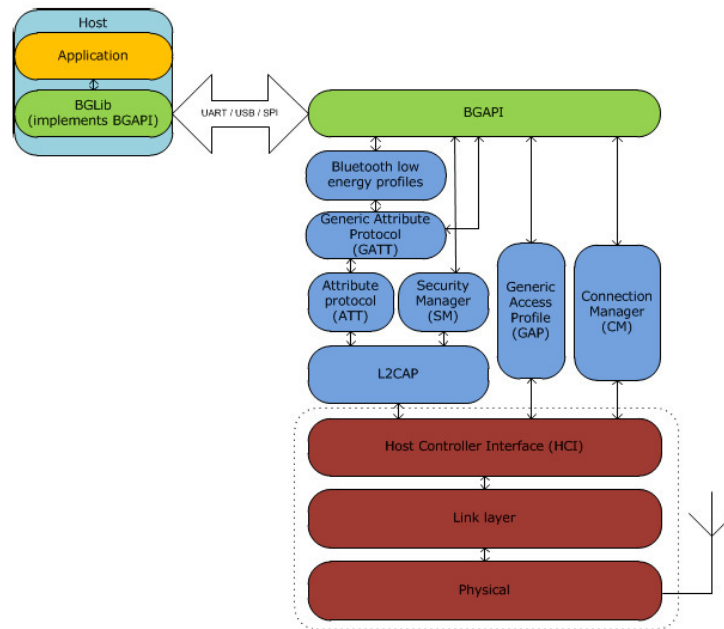 Host
Application
BGLib
(implements BGAPI)
UART / USB / SPI
BGAPI
Bluetooth low
energy profiles
Generic Attribute
Protocol
(GATT)
Attribute
protocol
(ATT)
Security
Manager
(SM)
Generic
Access
Profile
(GAP)
Connection
Manager
(CM)
L2CAP
Host Controller Interface (HCI)
Link layer
Physical